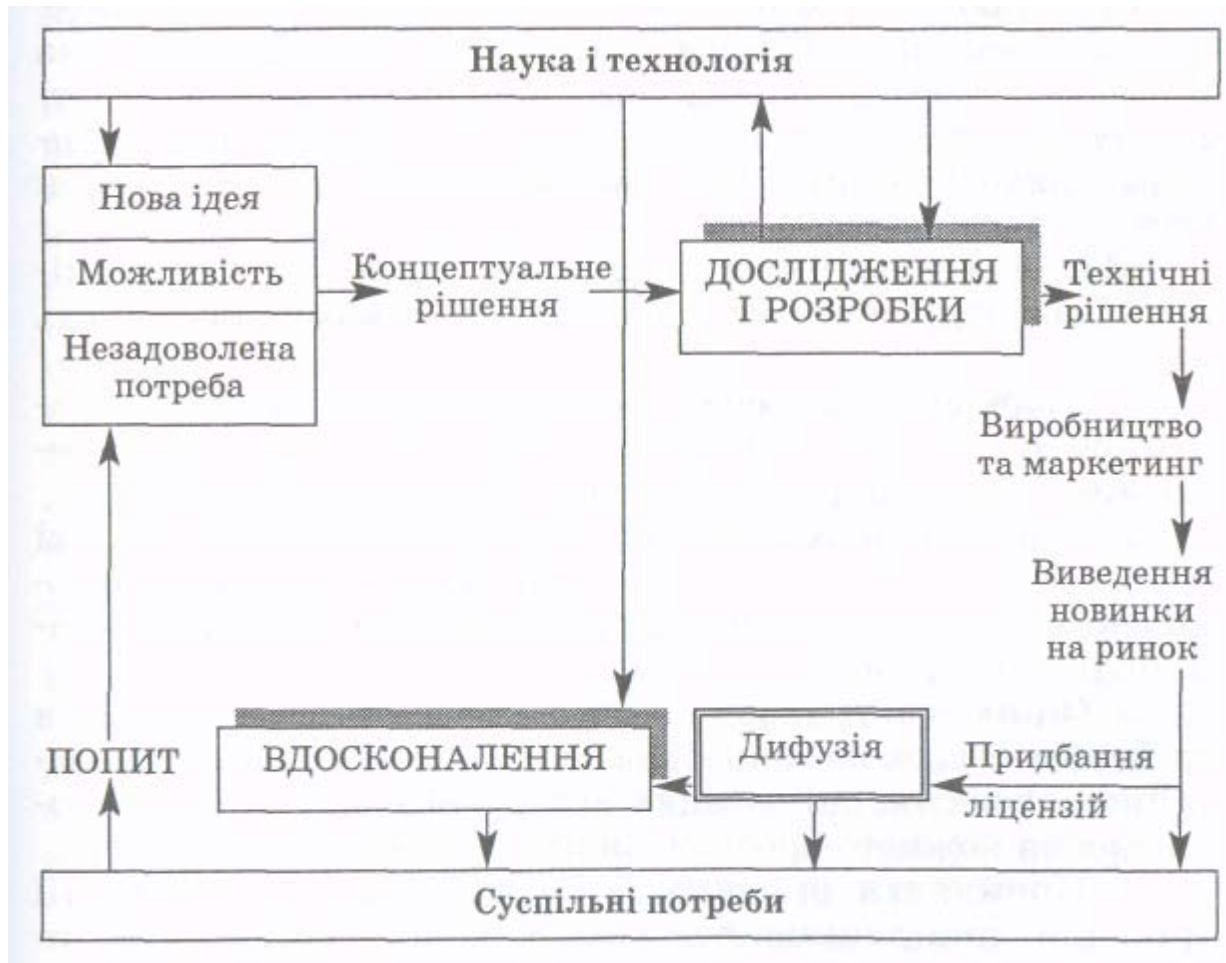 Наука і технологія
Нова ідея
Можливість
Незадоволена
потреба
Концептуальне
рішення
ДОСЛІДЖЕННЯ
І РОЗРОБКИ
Технічні
рішення
Виробництво
та маркетинг
Виведення
новинки
на ринок
ПОПИТ
ВДОСКОНАЛЕННЯ
Дифузія
Придбання
ліцензій
Суспільні потреби